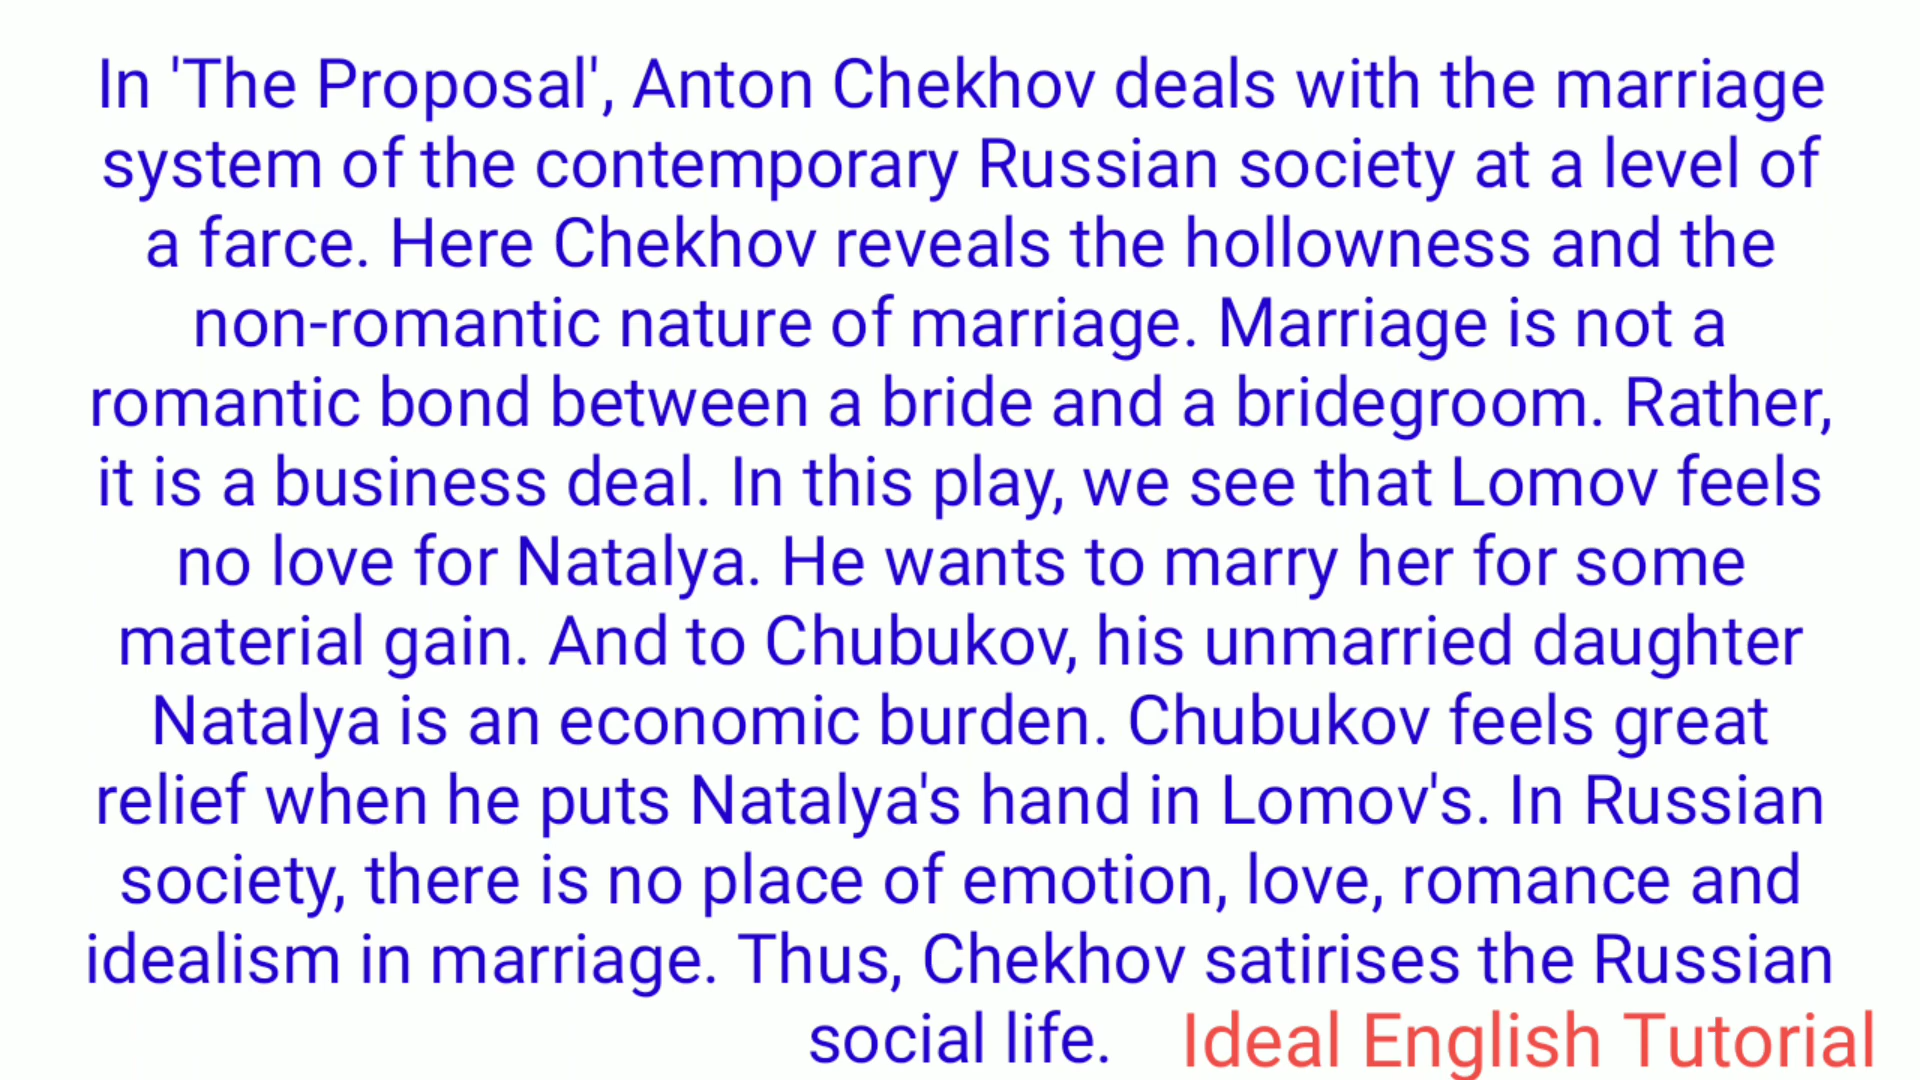 In 'The Proposal', Anton Chekhov deals with the marriage
system of the contemporary Russian society at a level of
a farce. Here Chekhov reveals the hollowness and the
non-romantic nature of marriage. Marriage is not a
romantic bond between a bride and a bridegroom. Rather,
it is a business deal. In this play, we see that Lomov feels
no love for Natalya. He wants to marry her for some
material gain. And to Chubukov, his unmarried daughter
Natalya is an economic burden. Chubukov feels great
relief when he puts Natalya's hand in Lomov's. In Russian
society, there is no place of emotion, love, romance and
idealism in marriage. Thus, Chekhov satirises the Russian
social life. Ideal English Tutorial